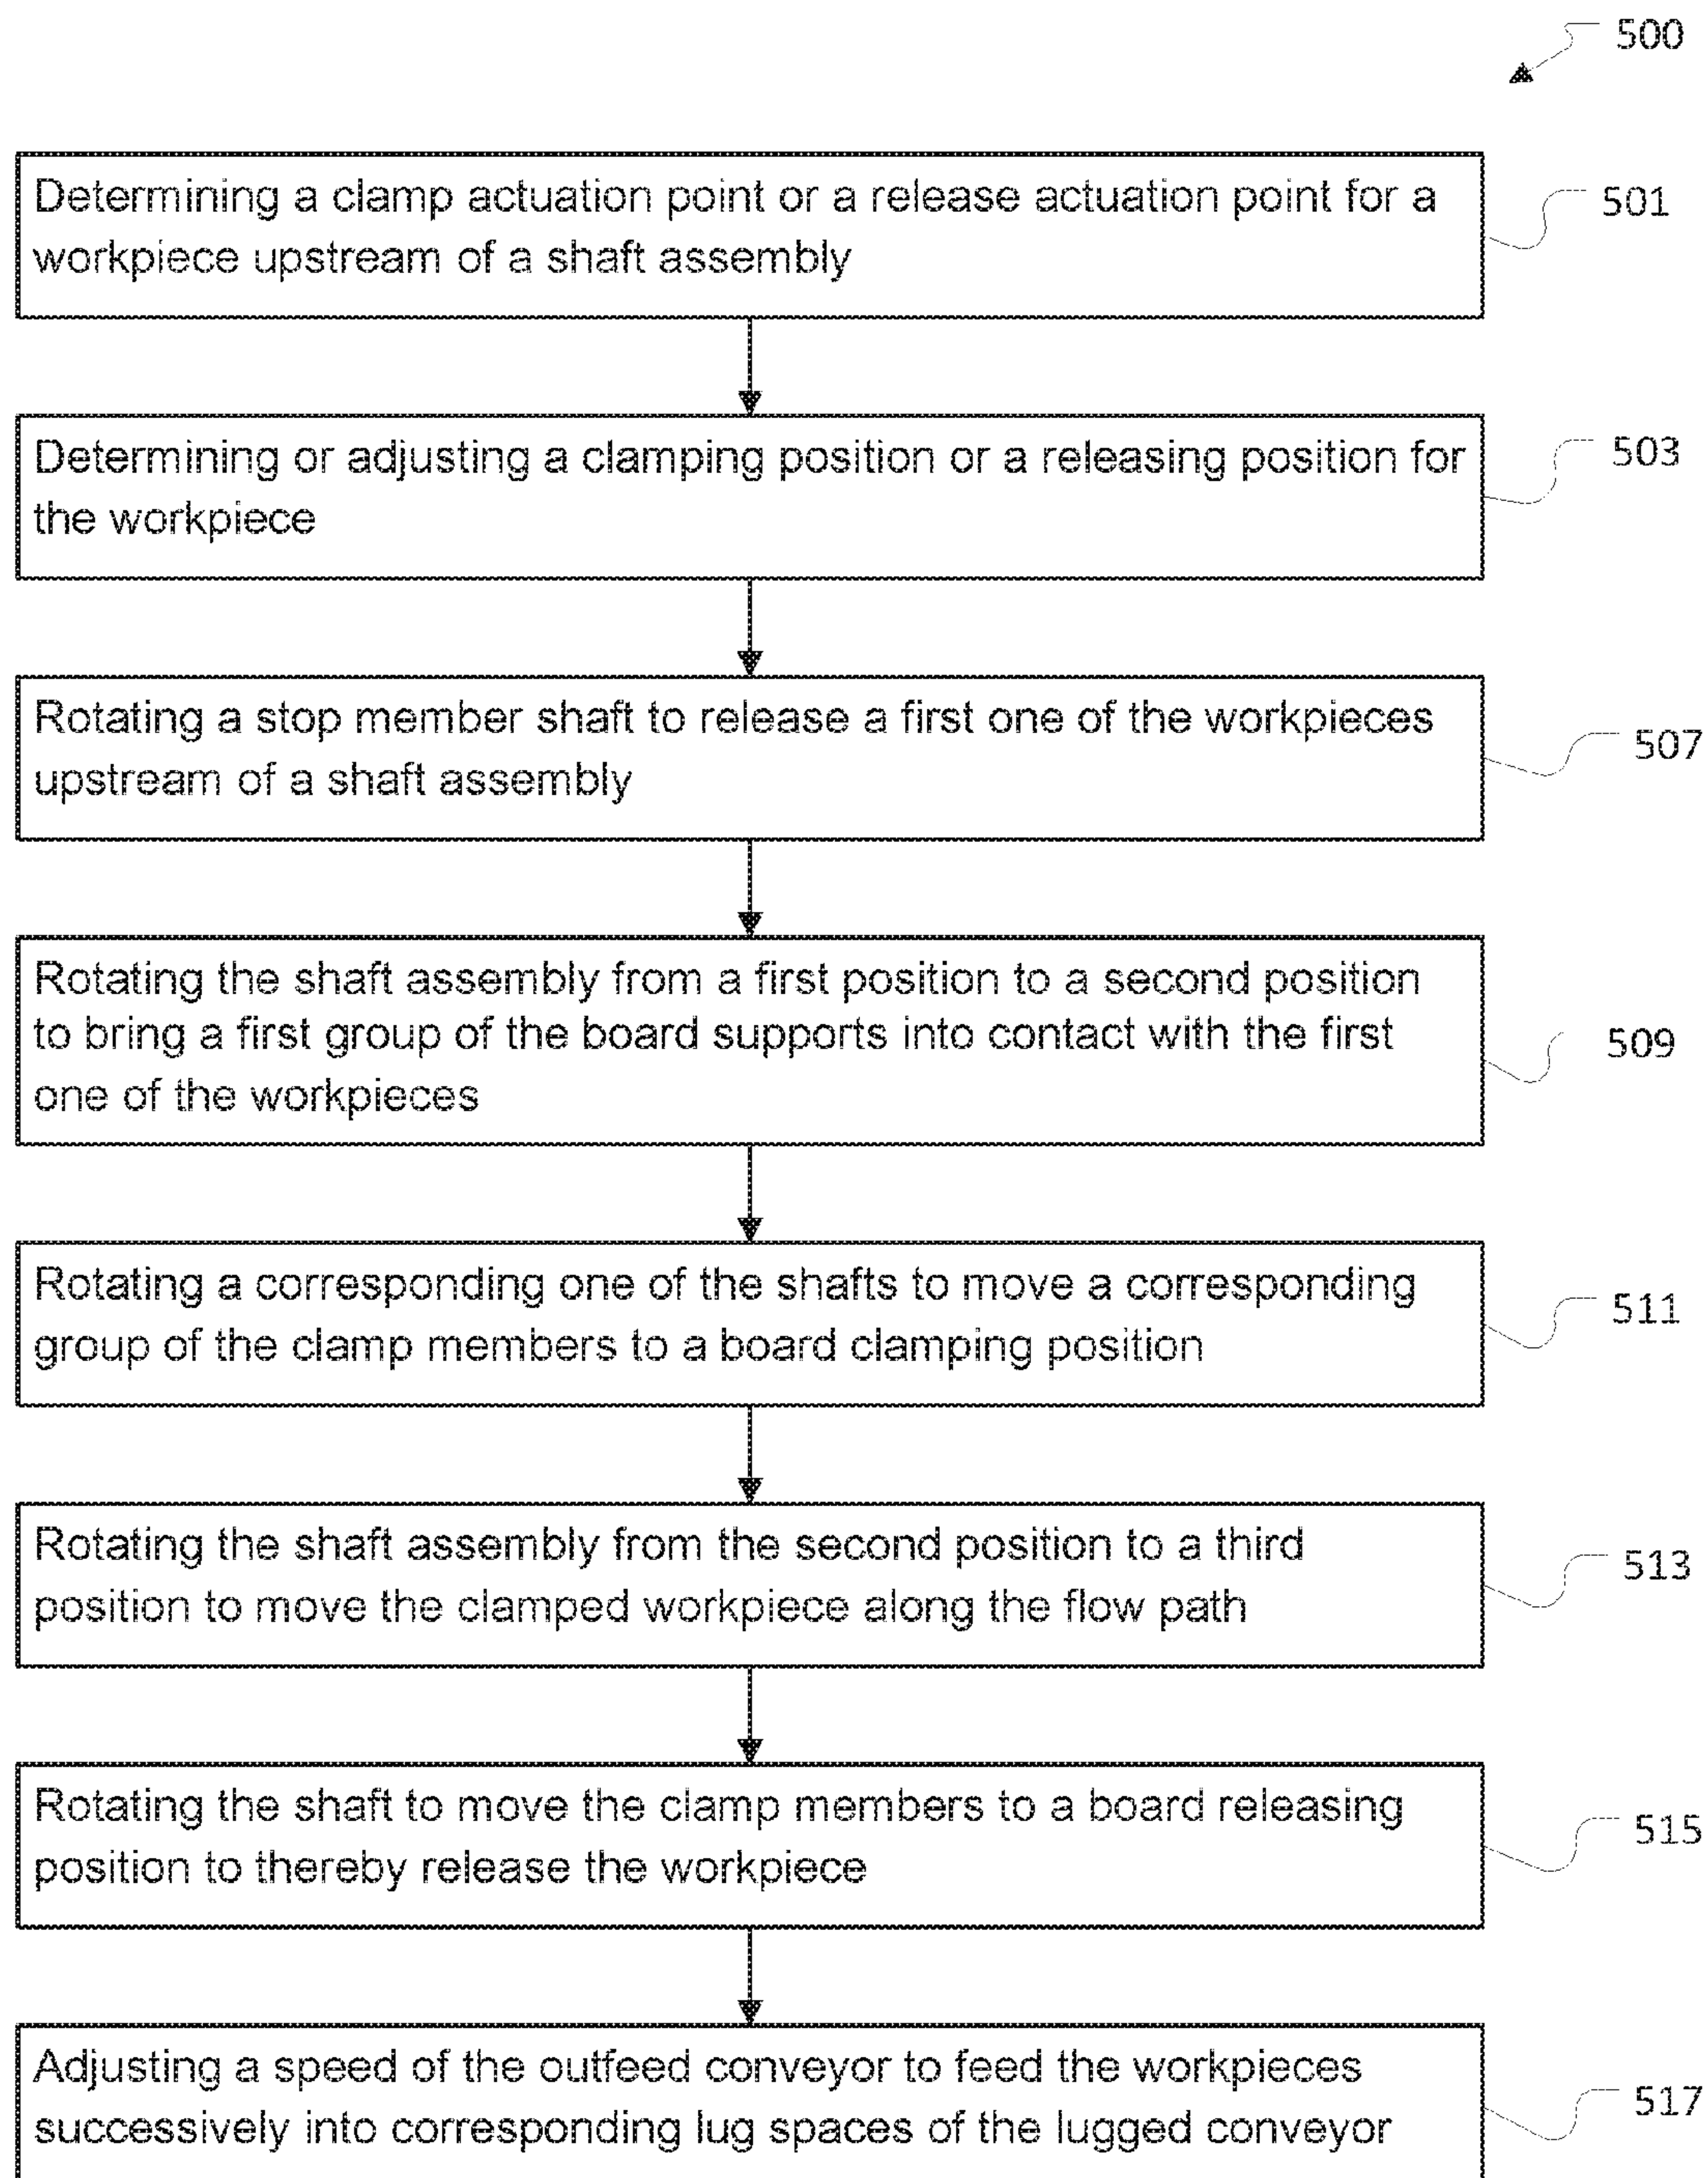 500
Determining a clamp actuation point or a release actuation point for a
workpiece upstream of a shaft assembly
501
Determining or adjusting a clamping position or a releasing position for
the workpiece
503
Rotating a stop member shaft to release a first one of the workpieces
upstream of a shaft assembly
507
Rotating the shaft assembly from a first position to a second position
to bring a first group of the board supports into contact with the first
one of the workpieces
509
Rotating a corresponding one of the shafts to move a corresponding
group of the clamp members to a board clamping position
511
Rotating the shaft assembly from the second position to a third
position to move the clamped workpiece along the flow path
513
Rotating the shaft to move the clamp members to a board releasing
position to thereby release the workpiece
515
Adjusting a speed of the outfeed conveyor to feed the workpieces
successively into corresponding lug spaces of the lugged conveyor
517